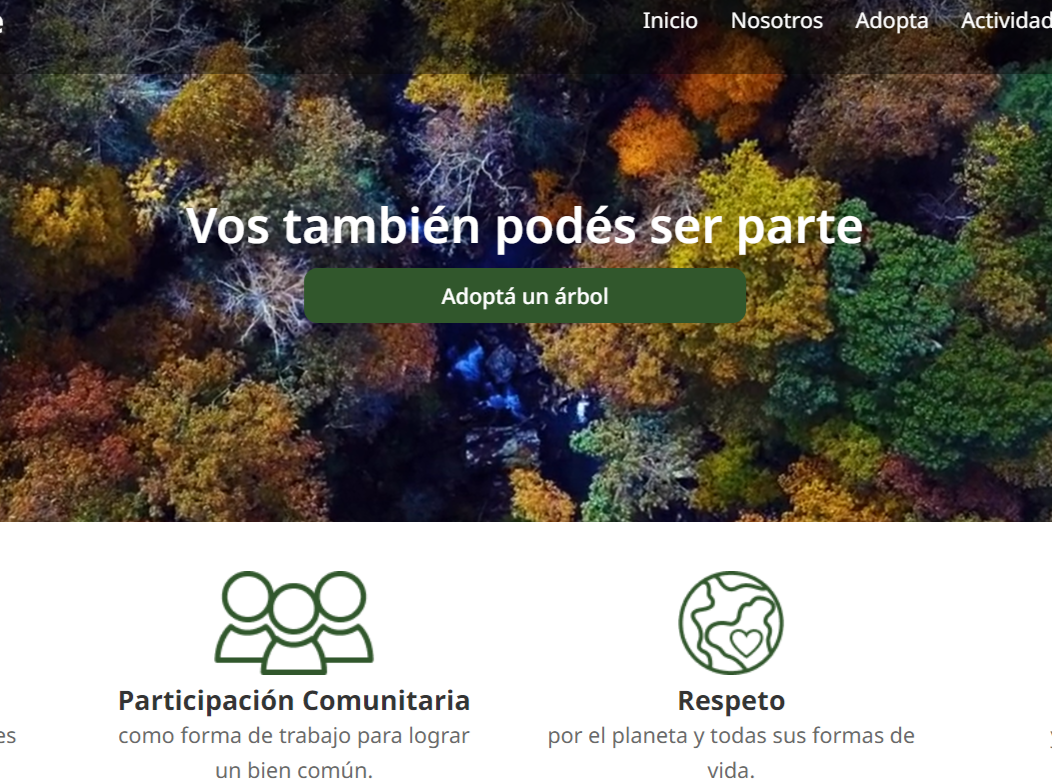 Inicio Nosotros Adopta Actividad
Vos también podés ser parte
Adoptá un árbol
Participación Comunitaria
Respeto
como forma de trabajo para lograr
un bien común.
por el planeta y todas sus formas de
vida.